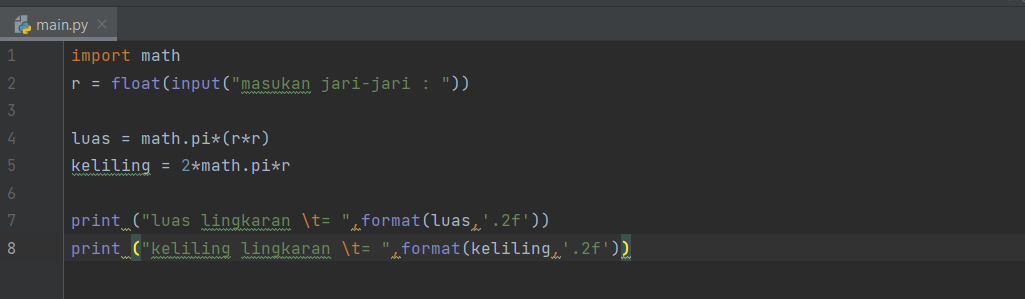 main.py
1 import math
2 r = float(input("masukan jari-jari : "))
3
4 luas = math.pi*(r*r)
5 keliling = 2*math.pi*r
6
7 print ("luas lingkaran \t= ",format(luas,'.2f'))
8 print ("keliling lingkaran \t= ",format(keliling,'.2f'))